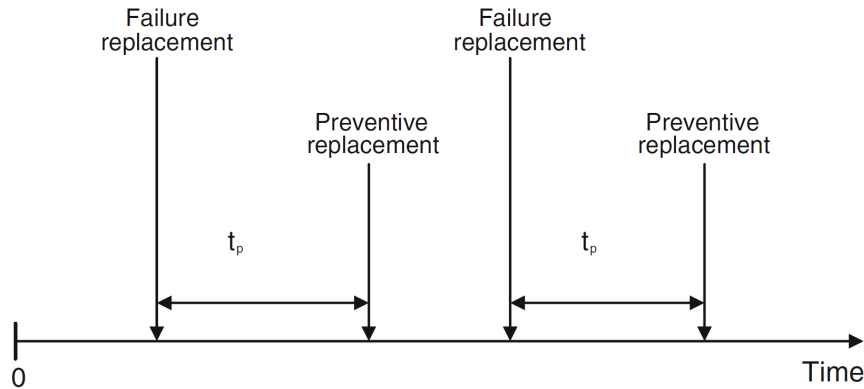 Failure
replacement
Failure
replacement
Preventive
replacement
Preventive
replacement
tp
tp
0
Time